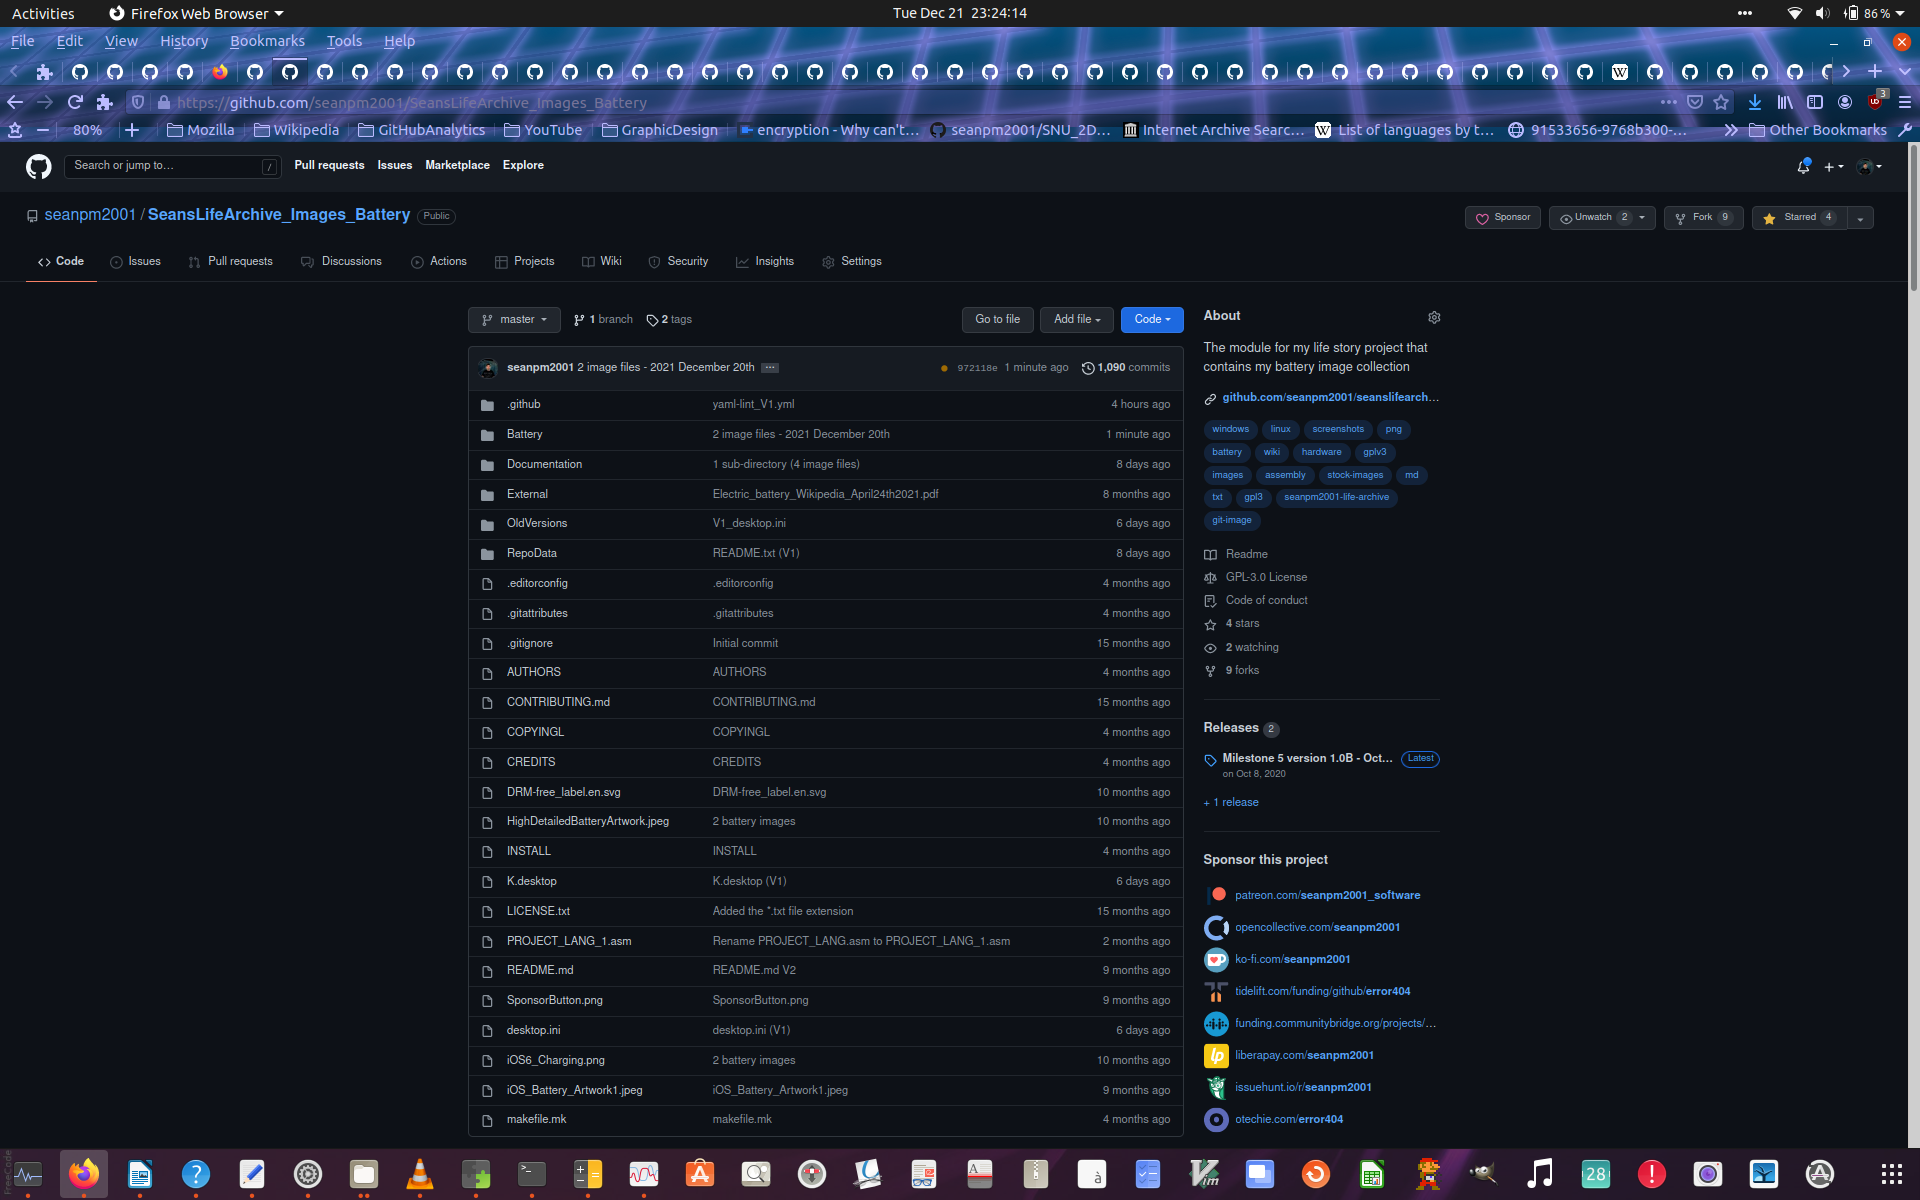 Activities Firefox Web Browser Tue Dec 21 23:24:14 86 %
File Edit View History Bookmarks Tools Help
https://github.com/seanpm2001/SeansLifeArchive_Images_Battery 3
80% Mozilla Wikipedia GitHubAnalytics YouTube GraphicDesign encryption - Why can't… seanpm2001/SNU_2D… Internet Archive Searc… List of languages by t… 91533656-9768b300-… Other Bookmarks
Search or jump to… / Pull requests Issues Marketplace Explore
seanpm2001 / SeansLifeArchive_Images_Battery Public
Sponsor Unwatch 2 Fork 9 Starred 4
Code Issues Pull requests Discussions Actions Projects Wiki Security Insights Settings
master 1 branch 2 tags Go to file Add file Code
seanpm2001 2 image files - 2021 December 20th ... 972118e 1 minute ago 1,090 commits
.github yaml-lint_V1.yml 4 hours ago
Battery 2 image files - 2021 December 20th 1 minute ago
Documentation 1 sub-directory (4 image files) 8 days ago
External Electric_battery_Wikipedia_April24th2021.pdf 8 months ago
OldVersions V1_desktop.ini 6 days ago
RepoData README.txt (V1) 8 days ago
.editorconfig .editorconfig 4 months ago
.gitattributes .gitattributes 4 months ago
.gitignore Initial commit 15 months ago
AUTHORS AUTHORS 4 months ago
CONTRIBUTING.md CONTRIBUTING.md 15 months ago
COPYINGL COPYINGL 4 months ago
CREDITS CREDITS 4 months ago
DRM-free_label.en.svg DRM-free_label.en.svg 10 months ago
HighDetailedBatteryArtwork.jpeg 2 battery images 10 months ago
INSTALL INSTALL 4 months ago
K.desktop K.desktop (V1) 6 days ago
LICENSE.txt Added the *.txt file extension 15 months ago
PROJECT_LANG_1.asm Rename PROJECT_LANG.asm to PROJECT_LANG_1.asm 2 months ago
README.md README.md V2 9 months ago
SponsorButton.png SponsorButton.png 9 months ago
desktop.ini desktop.ini (V1) 6 days ago
iOS6_Charging.png 2 battery images 10 months ago
iOS_Battery_Artwork1.jpeg iOS_Battery_Artwork1.jpeg 9 months ago
makefile.mk makefile.mk 4 months ago
About
The module for my life story project that
contains my battery image collection
github.com/seanpm2001/seanslifearch…
windows linux screenshots png
battery wiki hardware gplv3
images assembly stock-images md
txt gpl3 seanpm2001-life-archive
git-image
Readme
GPL-3.0 License
Code of conduct
4 stars
2 watching
9 forks
Releases 2
Milestone 5 version 1.0B - Oct… Latest
on Oct 8, 2020
+ 1 release
Sponsor this project
patreon.com/seanpm2001_software
opencollective.com/seanpm2001
ko-fi.com/seanpm2001
tidelift.com/funding/github/error404
funding.communitybridge.org/projects/…
liberapay.com/seanpm2001
issuehunt.io/r/seanpm2001
otechie.com/error404
28